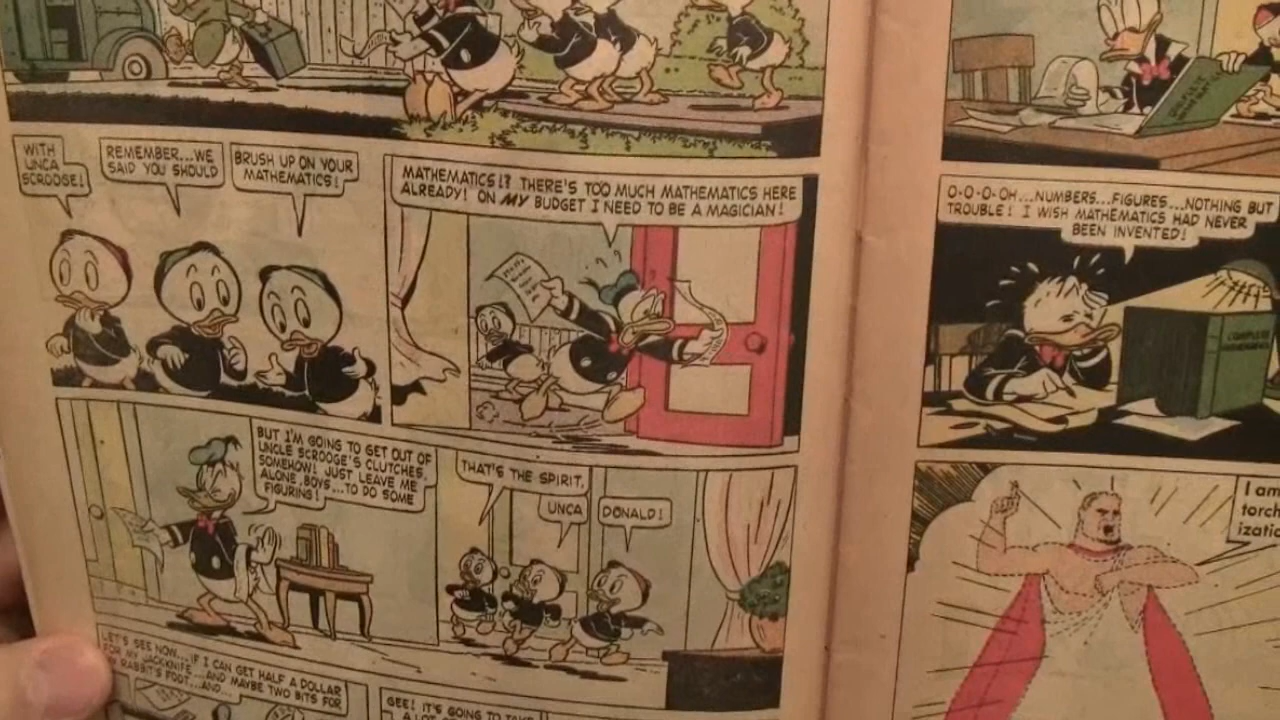 WITH
UNCA
SCROOGE!
REMEMBER...WE
SAID YOU SHOULD
BRUSH UP ON YOUR
MATHEMATICS!
MATHEMATICS!? THERE'S TOO MUCH MATHEMATICS HERE
ALREADY! ON MY BUDGET I NEED TO BE A MAGICIAN!
BUT I'M GOING TO GET OUT OF
UNCLE SCROOGE'S CLUTCHES,
SOMEHOW! JUST LEAVE ME
ALONE, BOYS...TO DO SOME
FIGURING!
THAT'S THE SPIRIT,
UNCA
DONALD!
LET'S SEE NOW...IF I CAN GET HALF A DOLLAR
FOR MY JACKKNIFE...AND MAYBE TWO BITS FOR
RABBIT'S FOOT...AND...
GEE! IT'S GOING TO TAKE
A LOT
COMPLETE
O-O-O-OH...NUMBERS...FIGURES...NOTHING BUT
TROUBLE! I WISH MATHEMATICS HAD NEVER
BEEN INVENTED!
COMPLETE
MATHEMATICS
I am
torch
izatio